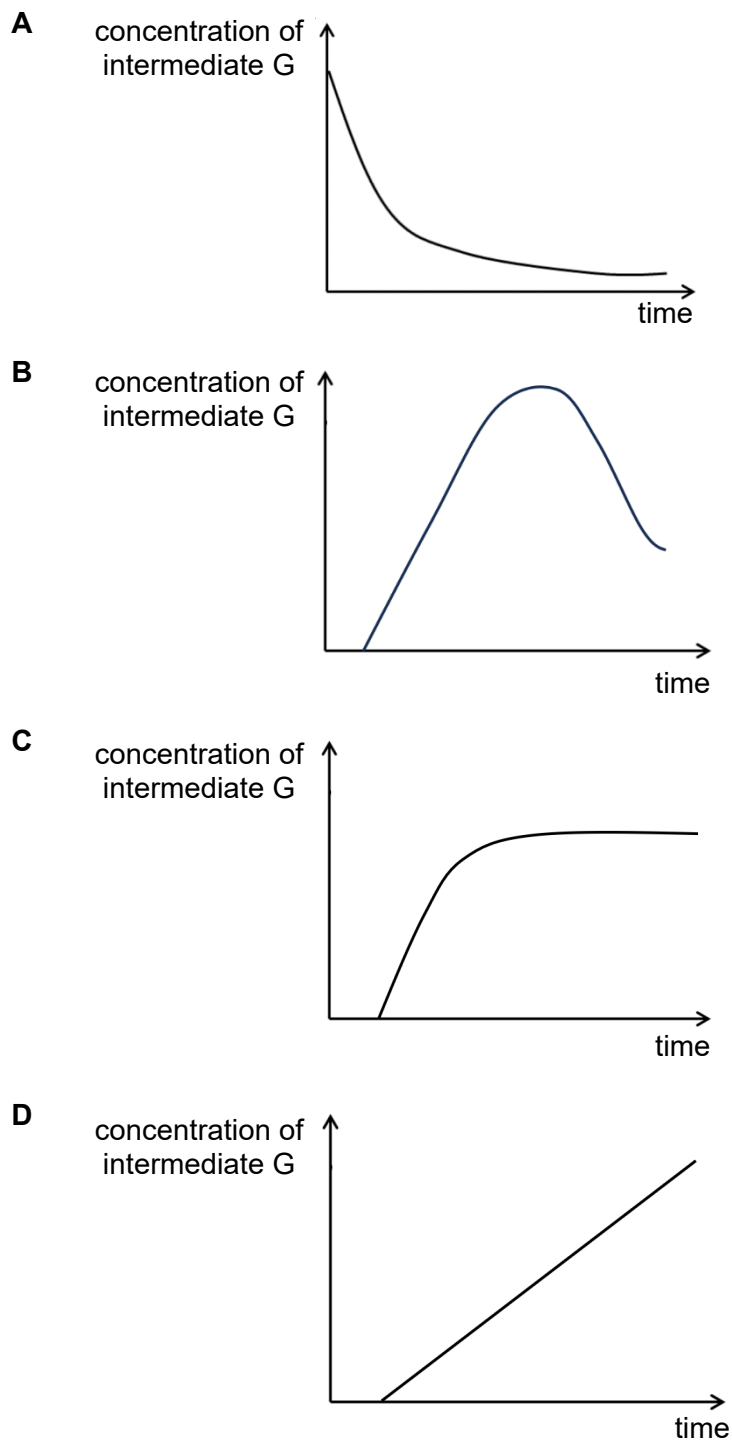 A
concentration of
intermediate G
time
B
concentration of
intermediate G
time
C
concentration of
intermediate G
time
D
concentration of
intermediate G
time